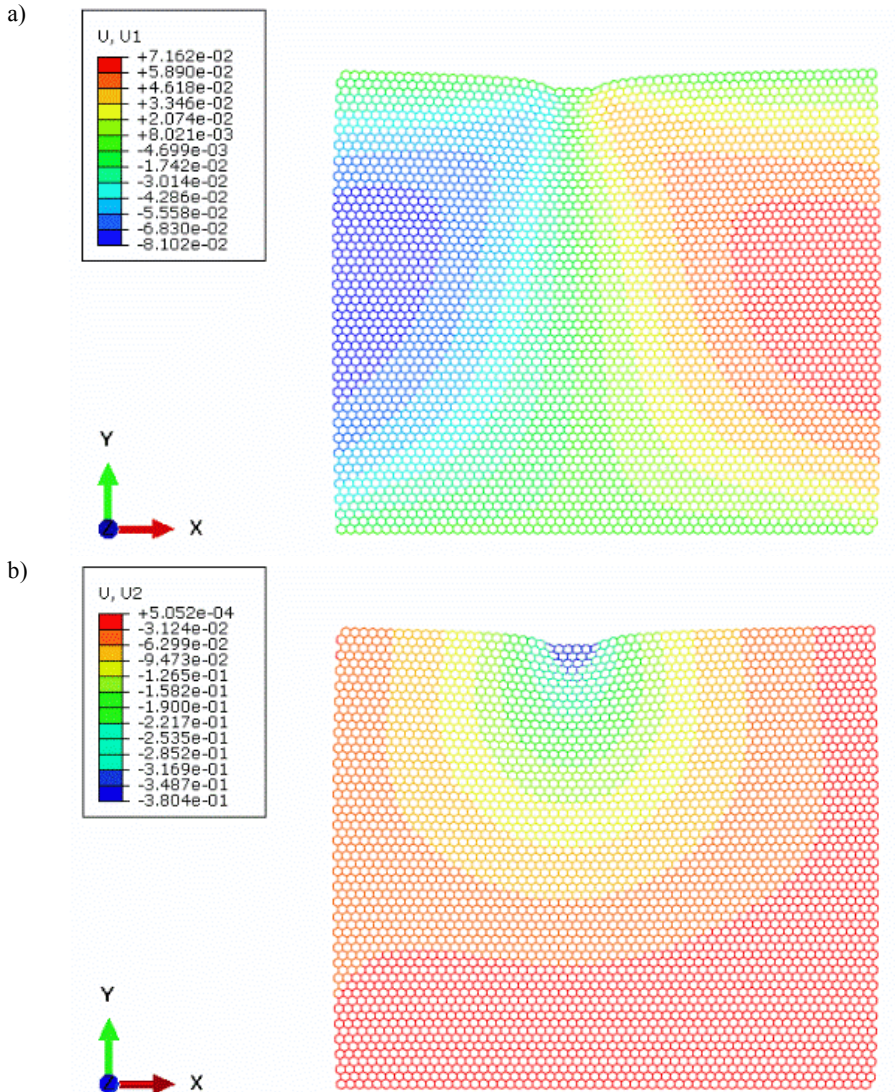 a)
U, U1
+7.162e-02
+5.890e-02
+4.618e-02
+3.346e-02
+2.074e-02
+8.021e-03
-4.699e-03
-1.742e-02
-3.014e-02
-4.286e-02
-5.558e-02
-6.830e-02
-8.102e-02
Y
Z X
b)
U, U2
+5.052e-04
-3.124e-02
-6.299e-02
-9.473e-02
-1.265e-01
-1.582e-01
-1.900e-01
-2.217e-01
-2.535e-01
-2.852e-01
-3.169e-01
-3.487e-01
-3.804e-01
Y
Z X